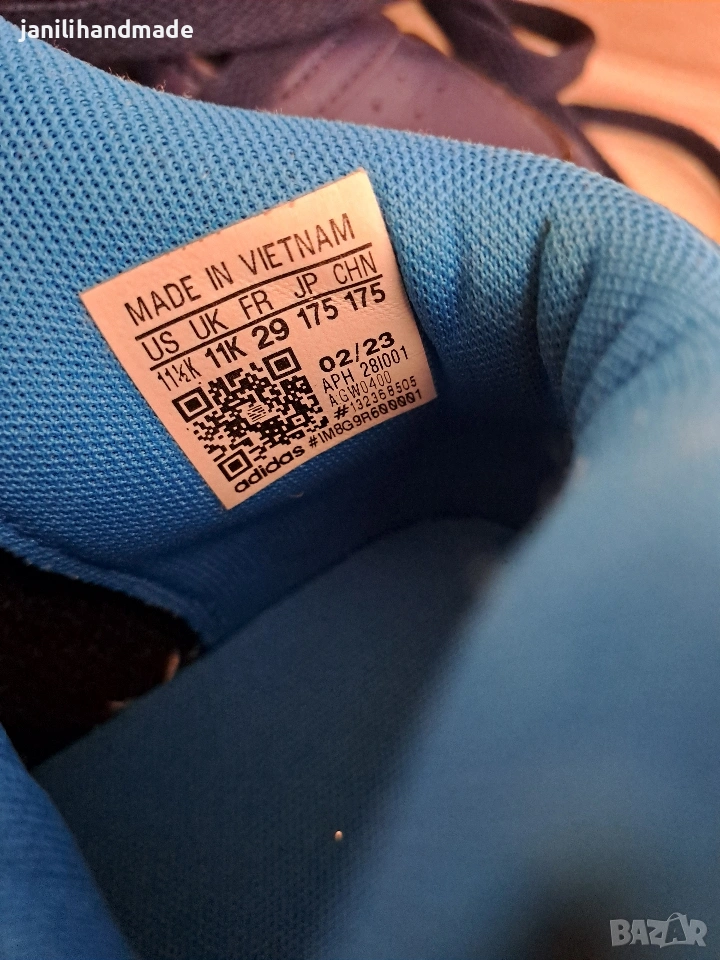 janilihandmade
MADE IN VIETNAM
US UK FR JP CHN
11½K 11K 29 175 175
02/23
APH 28I001
AGW0400
#132368505
#IM8G9R600001
adidas
BAZAR